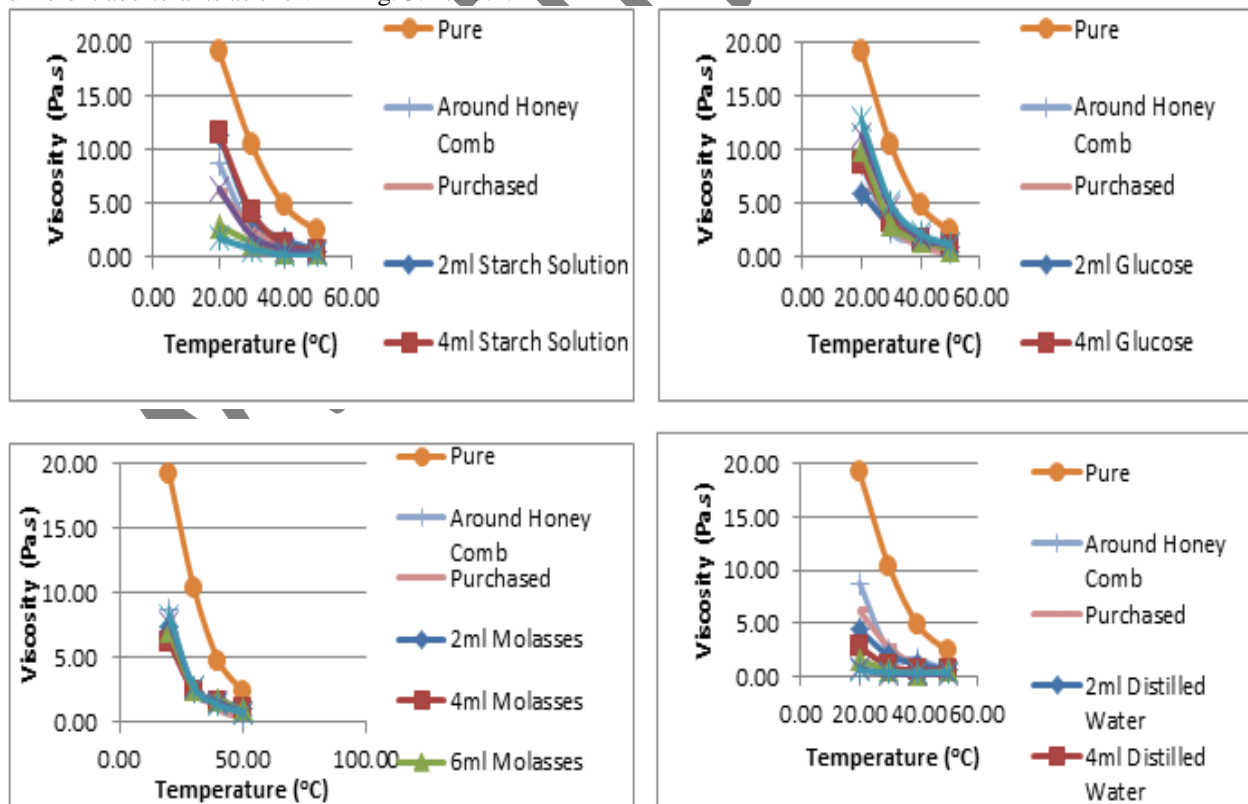 20.00
15.00
10.00
5.00
0.00
Viscosity (Pa.s)
0.00 20.00 40.00 60.00
Temperature (°C)
Pure
Around Honey
Comb
Purchased
2ml Starch Solution
4ml Starch Solution
20.00
15.00
10.00
5.00
0.00
Viscosity (Pa.s)
0.00 20.00 40.00 60.00
Temperature (°C)
Pure
Around Honey
Comb
Purchased
2ml Glucose
4ml Glucose
20.00
15.00
10.00
5.00
0.00
Viscosity (Pa.s)
0.00 50.00 100.00
Temperature (°C)
Pure
Around Honey
Comb
Purchased
2ml Molasses
4ml Molasses
6ml Molasses
20.00
15.00
10.00
5.00
0.00
Viscosity (Pa.s)
0.00 20.00 40.00 60.00
Temperature (°C)
Pure
Around Honey
Comb
Purchased
2ml Distilled
Water
4ml Distilled
Water